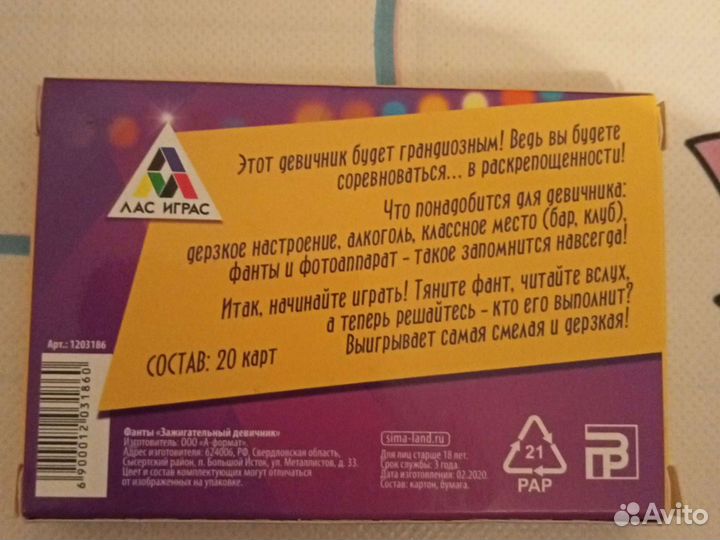 Этот девичник будет грандиозным! Ведь вы будете
соревноваться... в раскрепощенности!
Что понадобится для девичника:
дерзкое настроение, алкоголь, классное место (бар, клуб),
фанты и фотоаппарат - такое запомнится навсегда!
Итак, начинайте играть! Тяните фант, читайте вслух,
а теперь решайтесь - кто его выполнит?
Выигрывает самая смелая и дерзкая!
СОСТАВ: 20 карт
ЛАС ИГРАС
Арт.: 1203186
6900012031860
Фанты «Зажигательный девичник»
Изготовитель: ООО «А-формат».
Адрес изготовителя: 624006, РФ, Свердловская область,
Сысертский район, п. Большой Исток, ул. Металлистов, д. 33.
Цвет и состав комплектующих могут отличаться
от изображенных на упаковке.
sima-land.ru
Для лиц старше 18 лет.
Срок службы: 3 года.
Дата изготовления: 02.2020.
Состав: картон, бумага.
21
PAP
Avito